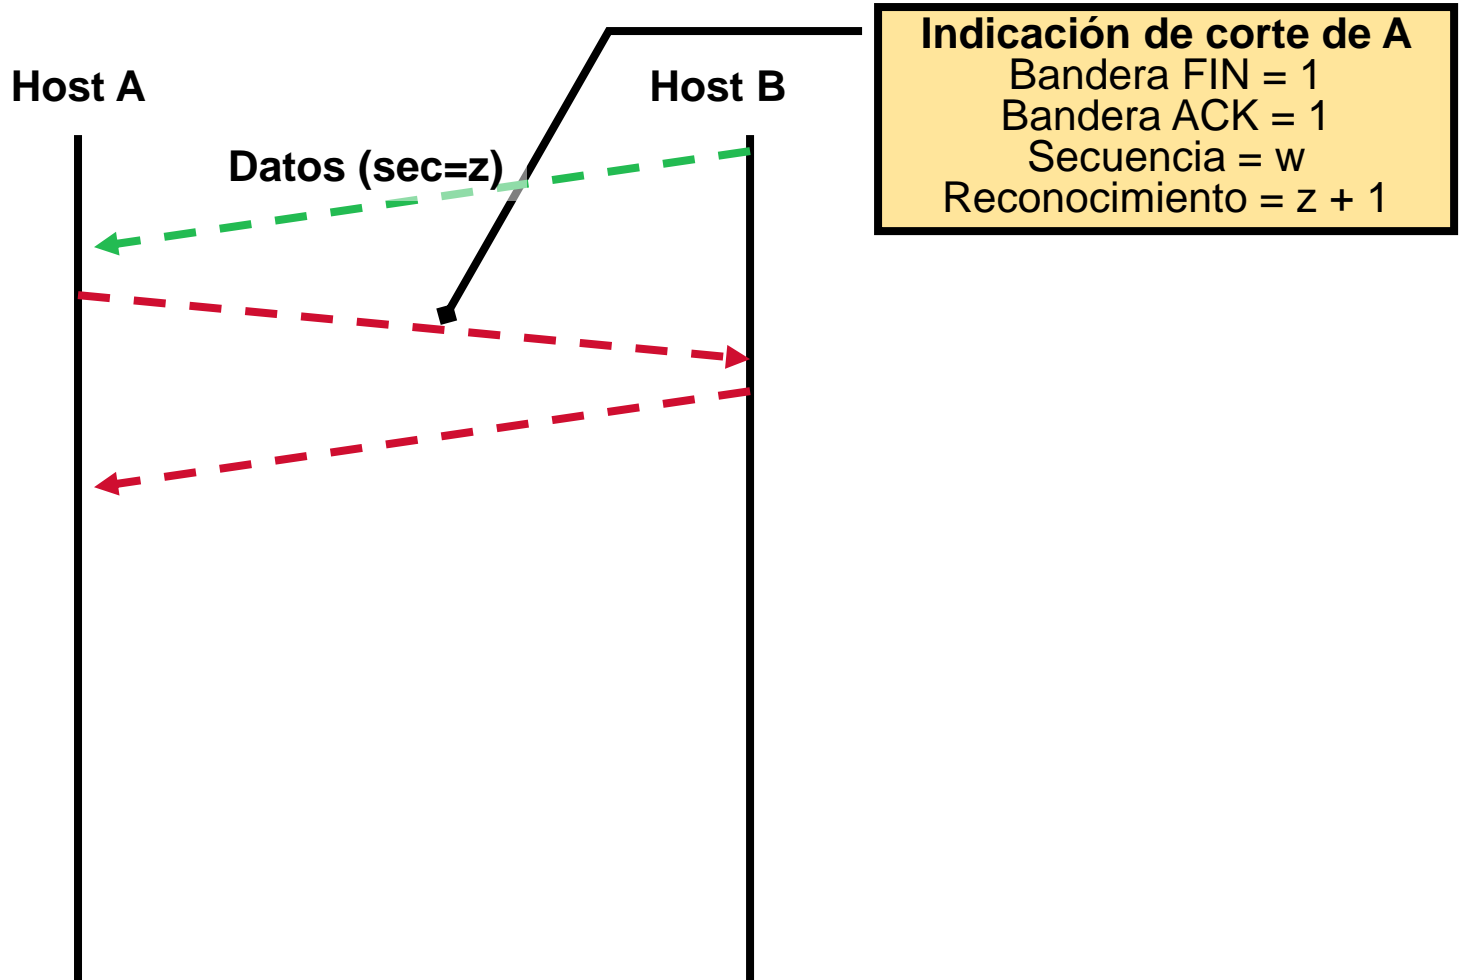 Host A
Host B
Datos (sec=z)
Indicación de corte de A
Bandera FIN = 1
Bandera ACK = 1
Secuencia = w
Reconocimiento = z + 1